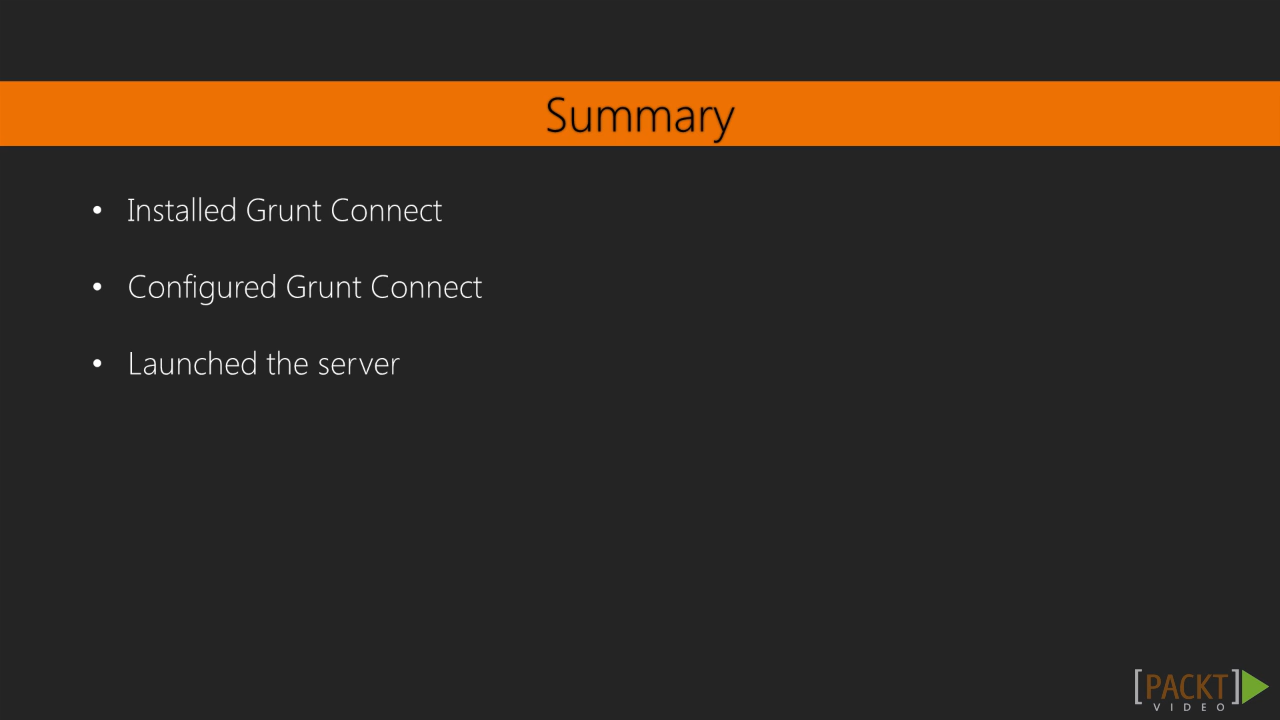 Summary
• Installed Grunt Connect
• Configured Grunt Connect
• Launched the server
[PACKT]
VIDEO